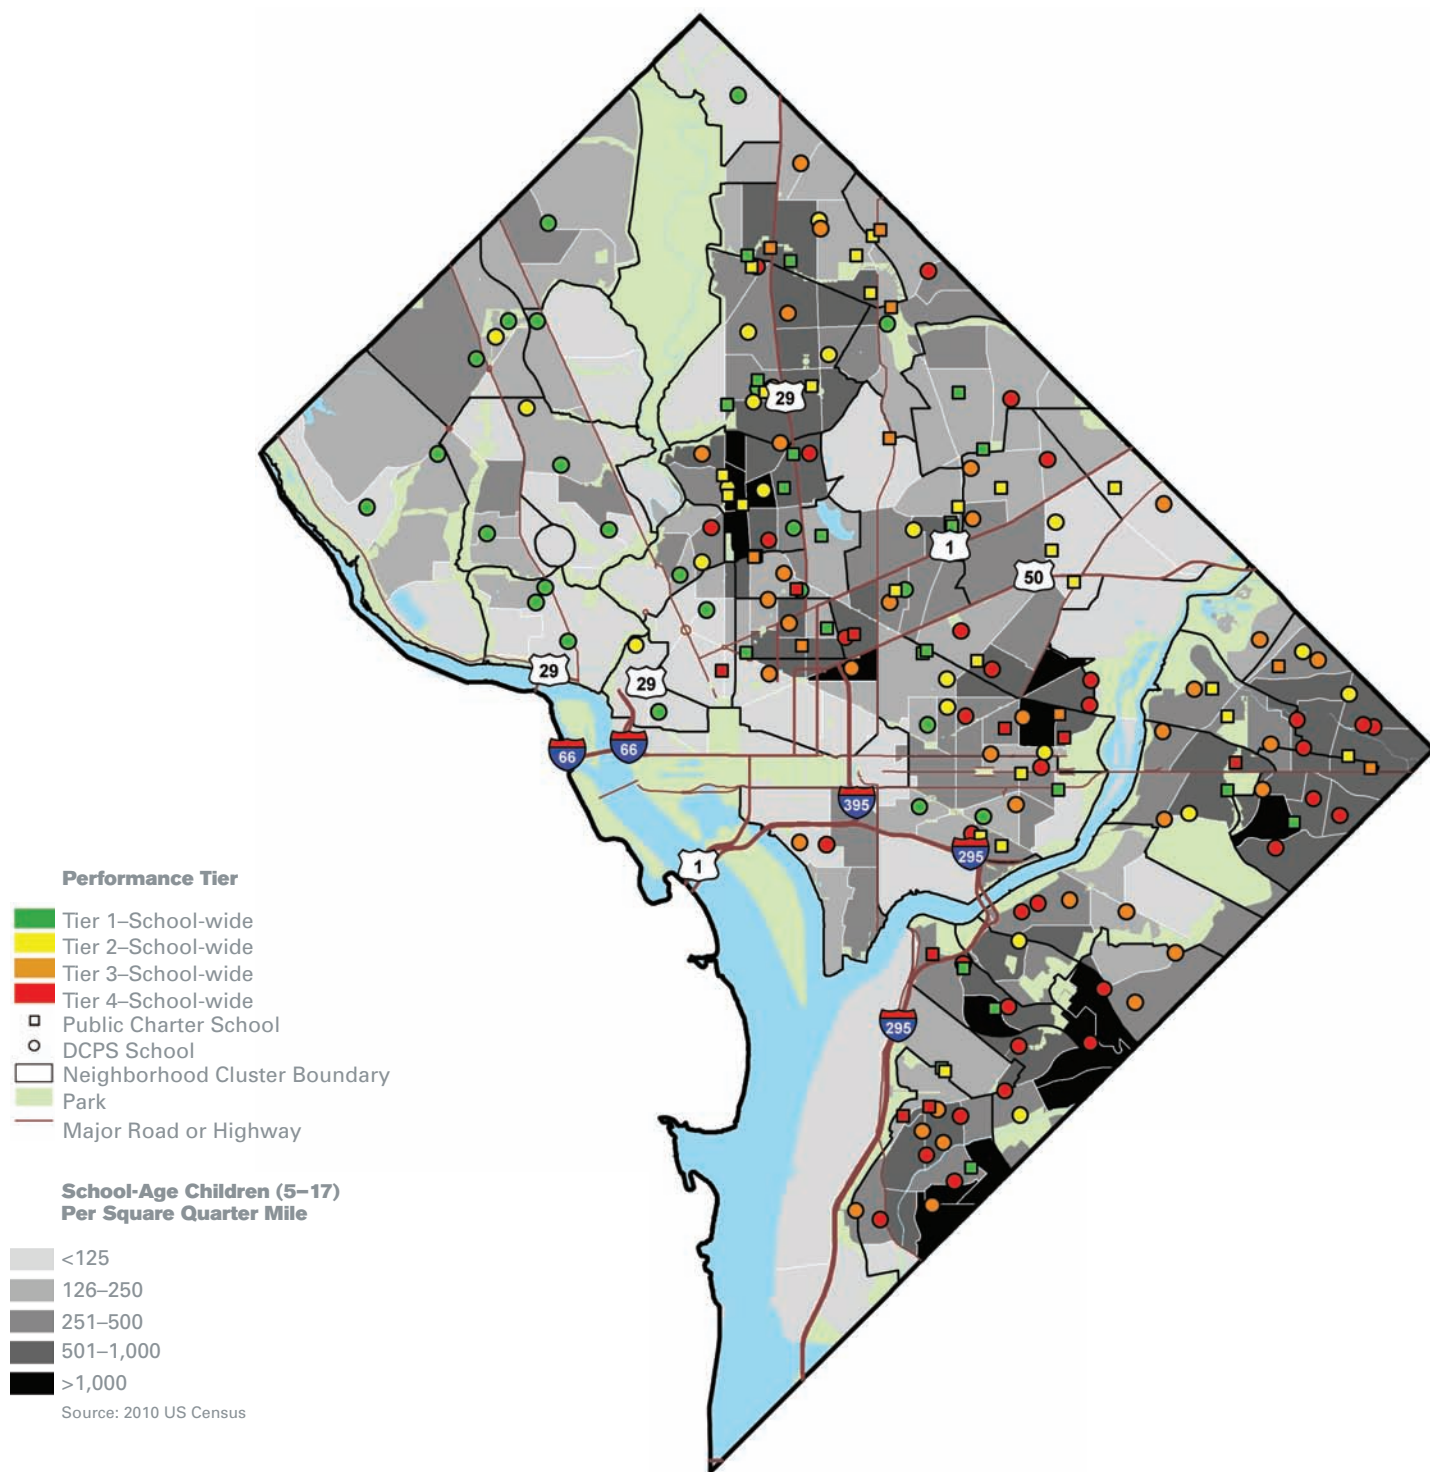 29
1
50
29
29
66
66
395
295
1
295
Performance Tier
Tier 1–School-wide
Tier 2–School-wide
Tier 3–School-wide
Tier 4–School-wide
Public Charter School
DCPS School
Neighborhood Cluster Boundary
Park
Major Road or Highway
School-Age Children (5–17)
Per Square Quarter Mile
<125
126–250
251–500
501–1,000
>1,000
Source: 2010 US Census